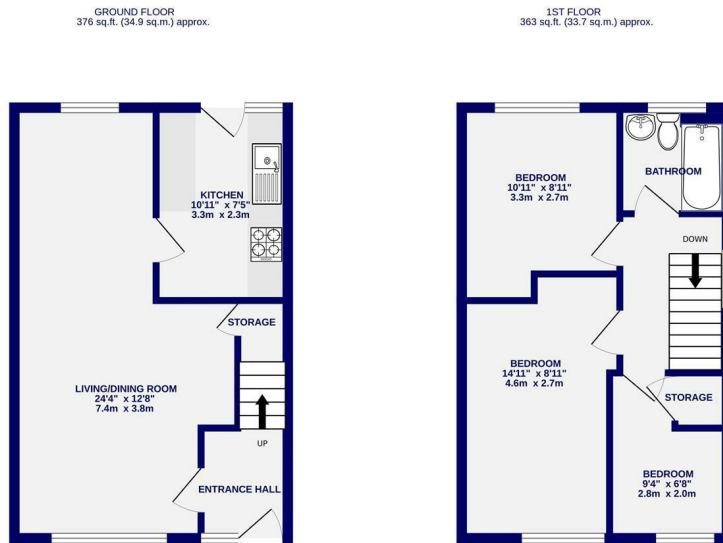 GROUND FLOOR
376 sq.ft. (34.9 sq.m.) approx.
KITCHEN
10'11" x 7'5"
3.3m x 2.3m
STORAGE
LIVING/DINING ROOM
24'4" x 12'8"
7.4m x 3.8m
UP
ENTRANCE HALL
1ST FLOOR
363 sq.ft. (33.7 sq.m.) approx.
BEDROOM
10'11" x 8'11"
3.3m x 2.7m
BATHROOM
DOWN
BEDROOM
14'11" x 8'11"
4.6m x 2.7m
STORAGE
BEDROOM
9'4" x 6'8"
2.8m x 2.0m